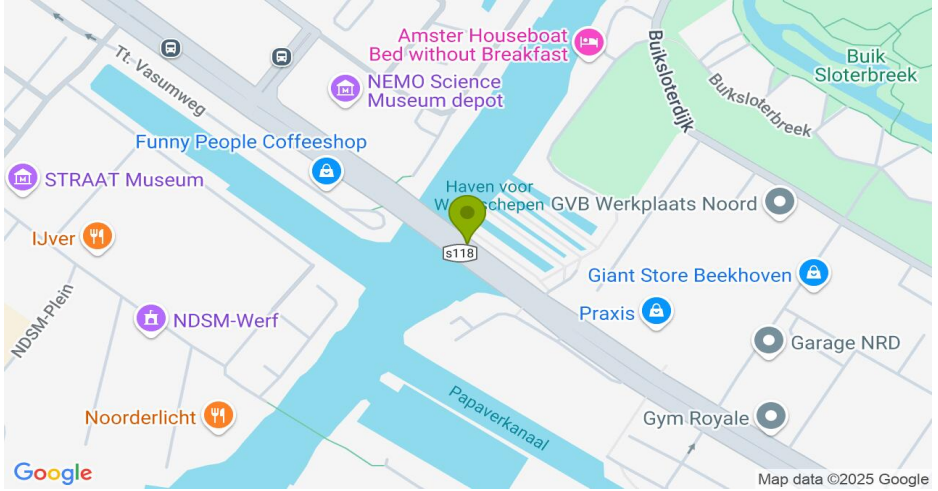 Amster Houseboat
Bed without Breakfast
Buiksloterdijk
Buik
Sloterbreek
Buiksloterbreek
Tt. Vasumweg
NEMO Science
Museum depot
Funny People Coffeeshop
STRAAT Museum
Haven voor
GVB Werkplaats Noord
IJver
s118
Giant Store Beekhoven
Praxis
NDSM-Plein
NDSM-Werf
Garage NRD
Noorderlicht
Papaverkanaal
Gym Royale
Google
Map data ©2025 Google